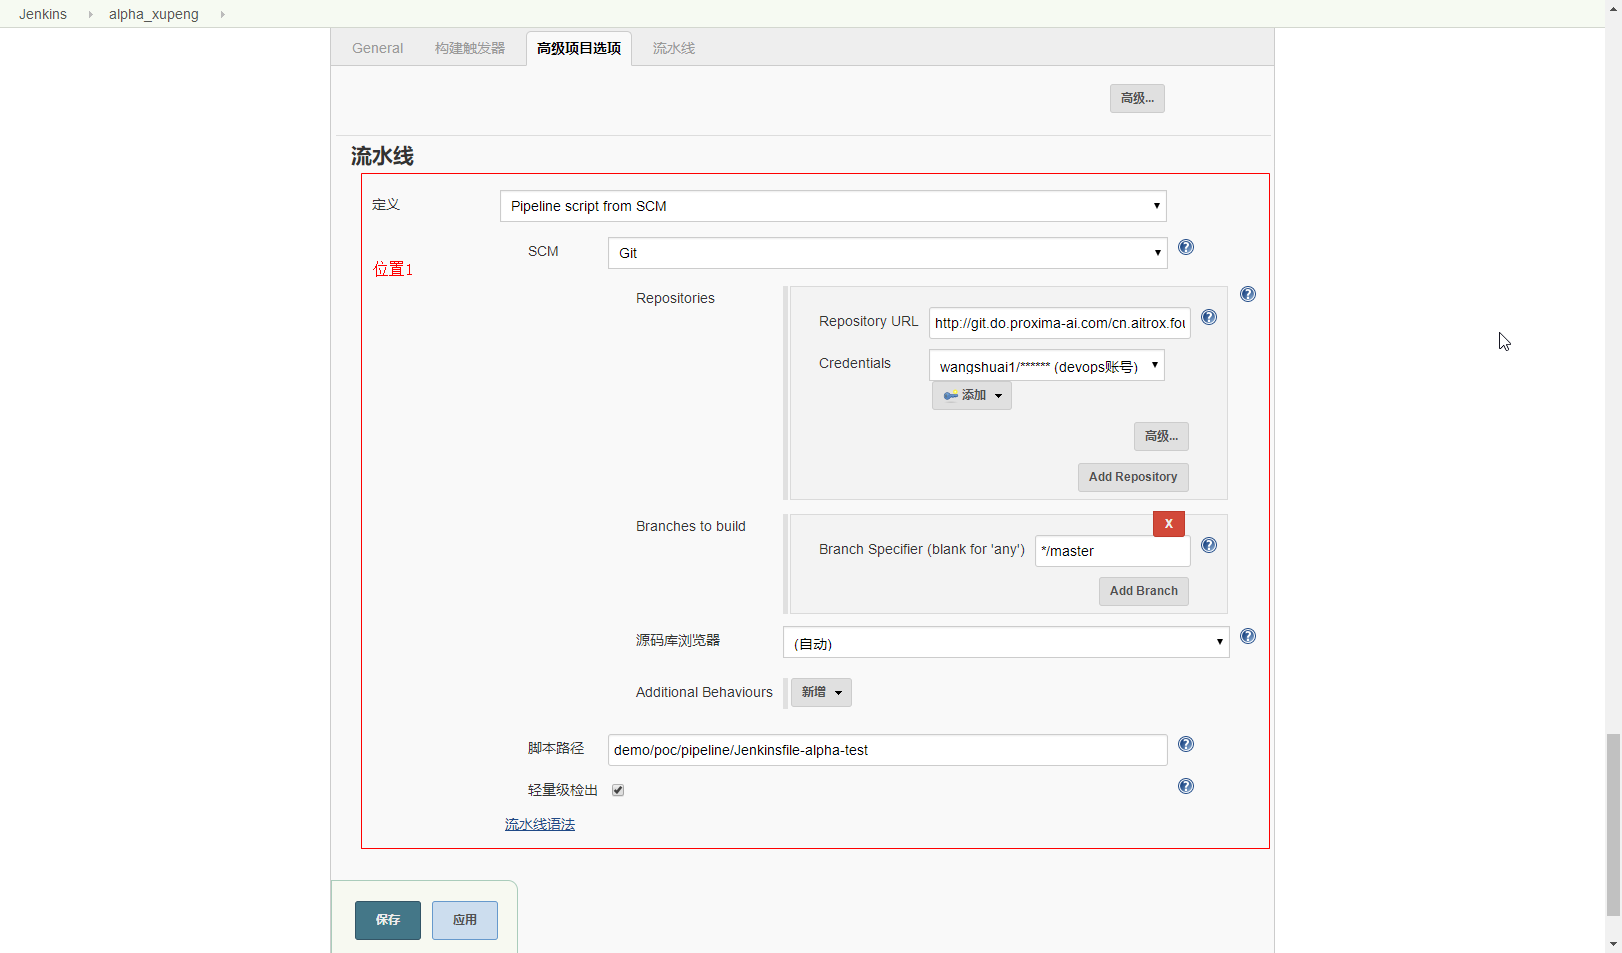 Jenkins alpha_xupeng
General 构建触发器 高级项目选项 流水线
高级...
流水线
定义 Pipeline script from SCM
SCM Git
位置1
Repositories
Repository URL http://git.do.proxima-ai.com/cn.aitrox.fou
Credentials wangshuai1/****** (devops账号)
添加
高级...
Add Repository
X
Branches to build
Branch Specifier (blank for 'any') */master
Add Branch
源码库浏览器 (自动)
Additional Behaviours 新增
脚本路径 demo/poc/pipeline/Jenkinsfile-alpha-test
轻量级检出
流水线语法
保存 应用